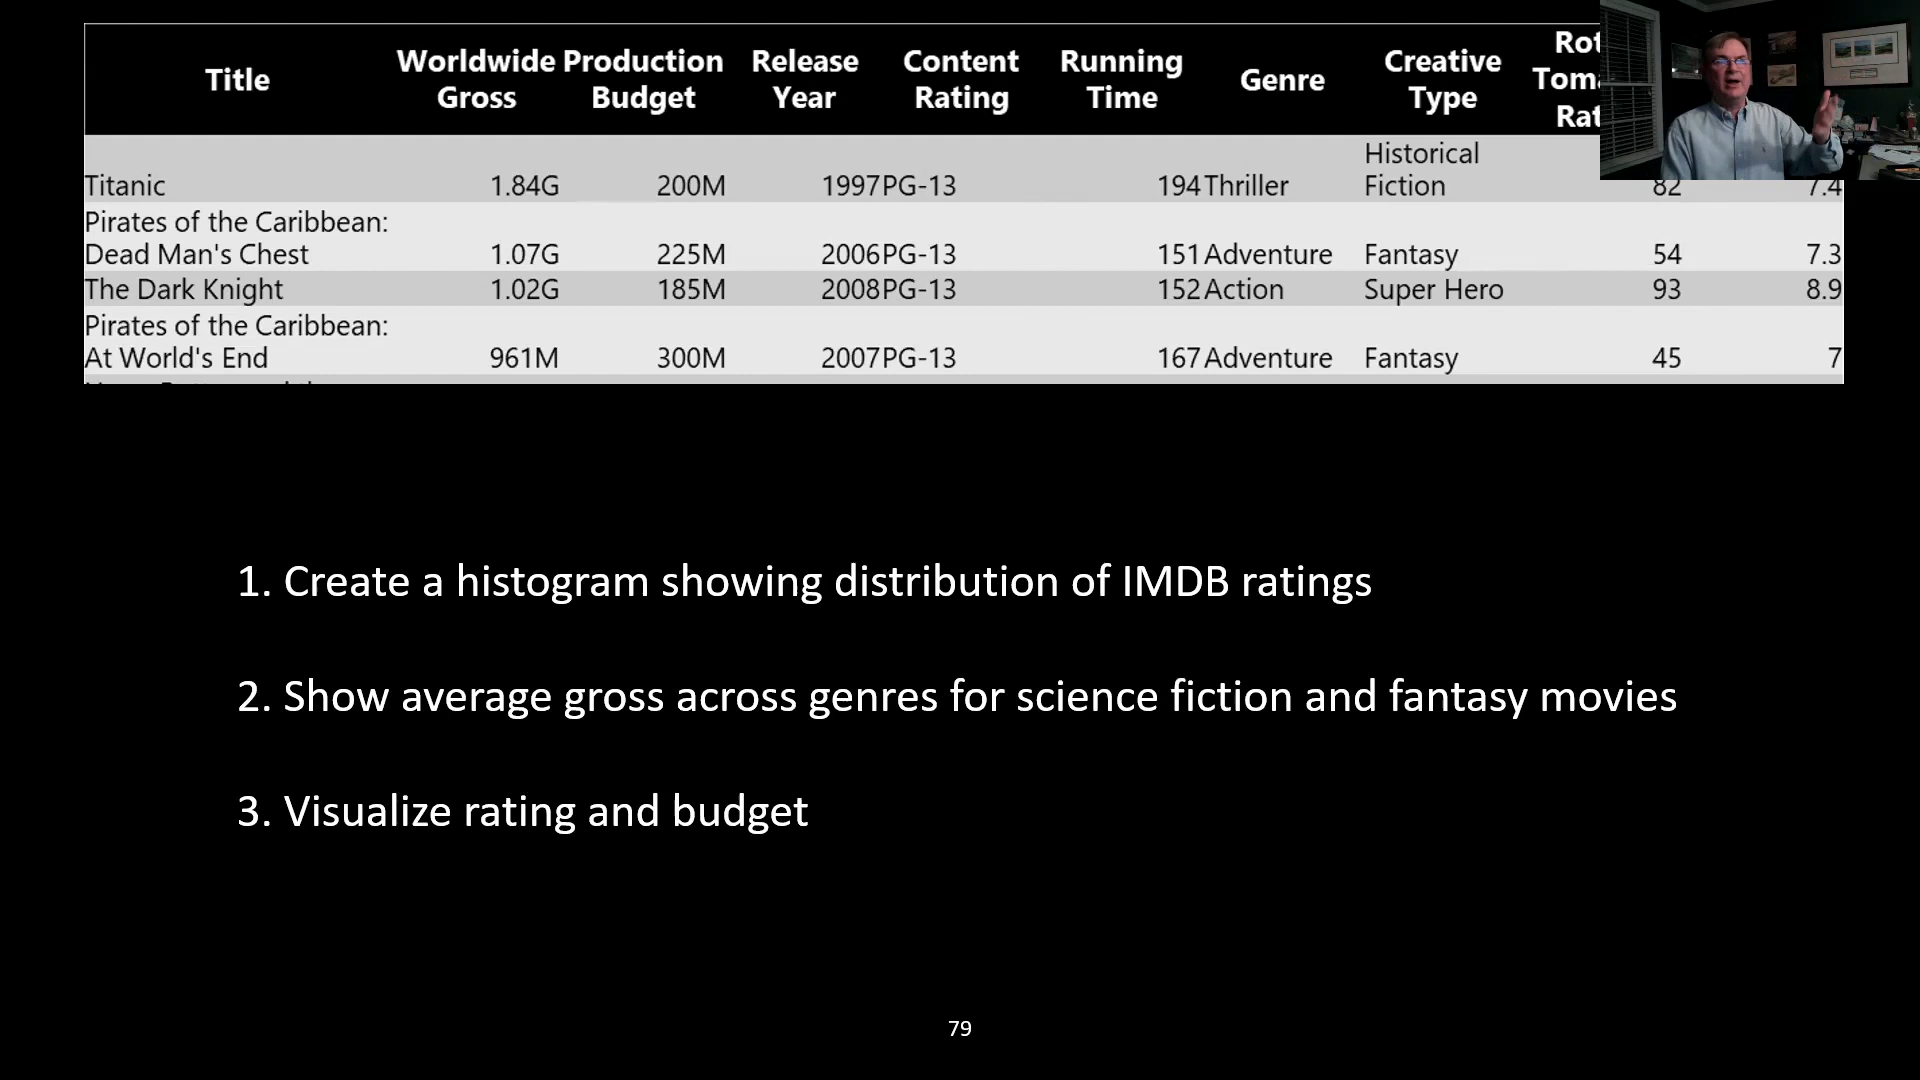 Title Worldwide Gross Production Budget Release Year Content Rating Running Time Genre Creative Type
Titanic 1.84G 200M 1997 PG-13 194 Thriller Historical Fiction 82 7.4
Pirates of the Caribbean: Dead Man's Chest 1.07G 225M 2006 PG-13 151 Adventure Fantasy 54 7.3
The Dark Knight 1.02G 185M 2008 PG-13 152 Action Super Hero 93 8.9
Pirates of the Caribbean: At World's End 961M 300M 2007 PG-13 167 Adventure Fantasy 45 7
1. Create a histogram showing distribution of IMDB ratings
2. Show average gross across genres for science fiction and fantasy movies
3. Visualize rating and budget
79